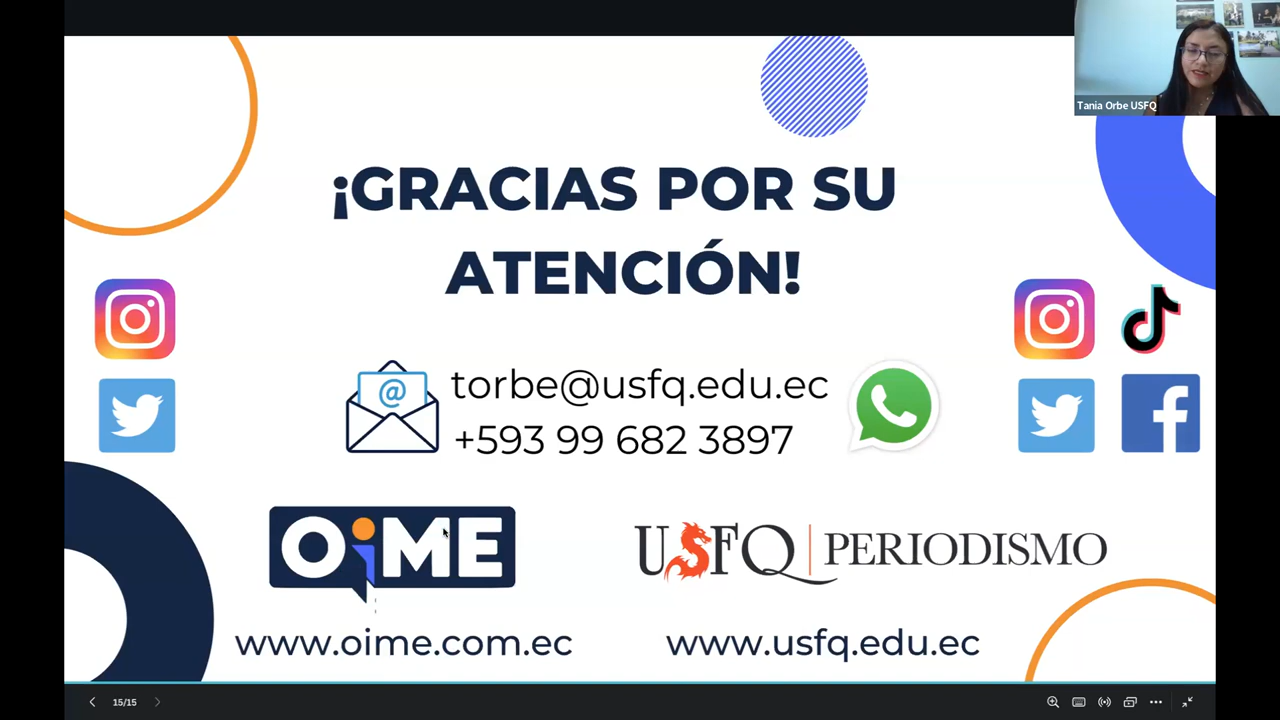 Tania Orbe USFQ
¡GRACIAS POR SU
ATENCIÓN!
@
torbe@usfq.edu.ec
+593 99 682 3897
OiME
USFQ | PERIODISMO
www.oime.com.ec
www.usfq.edu.ec
15/15